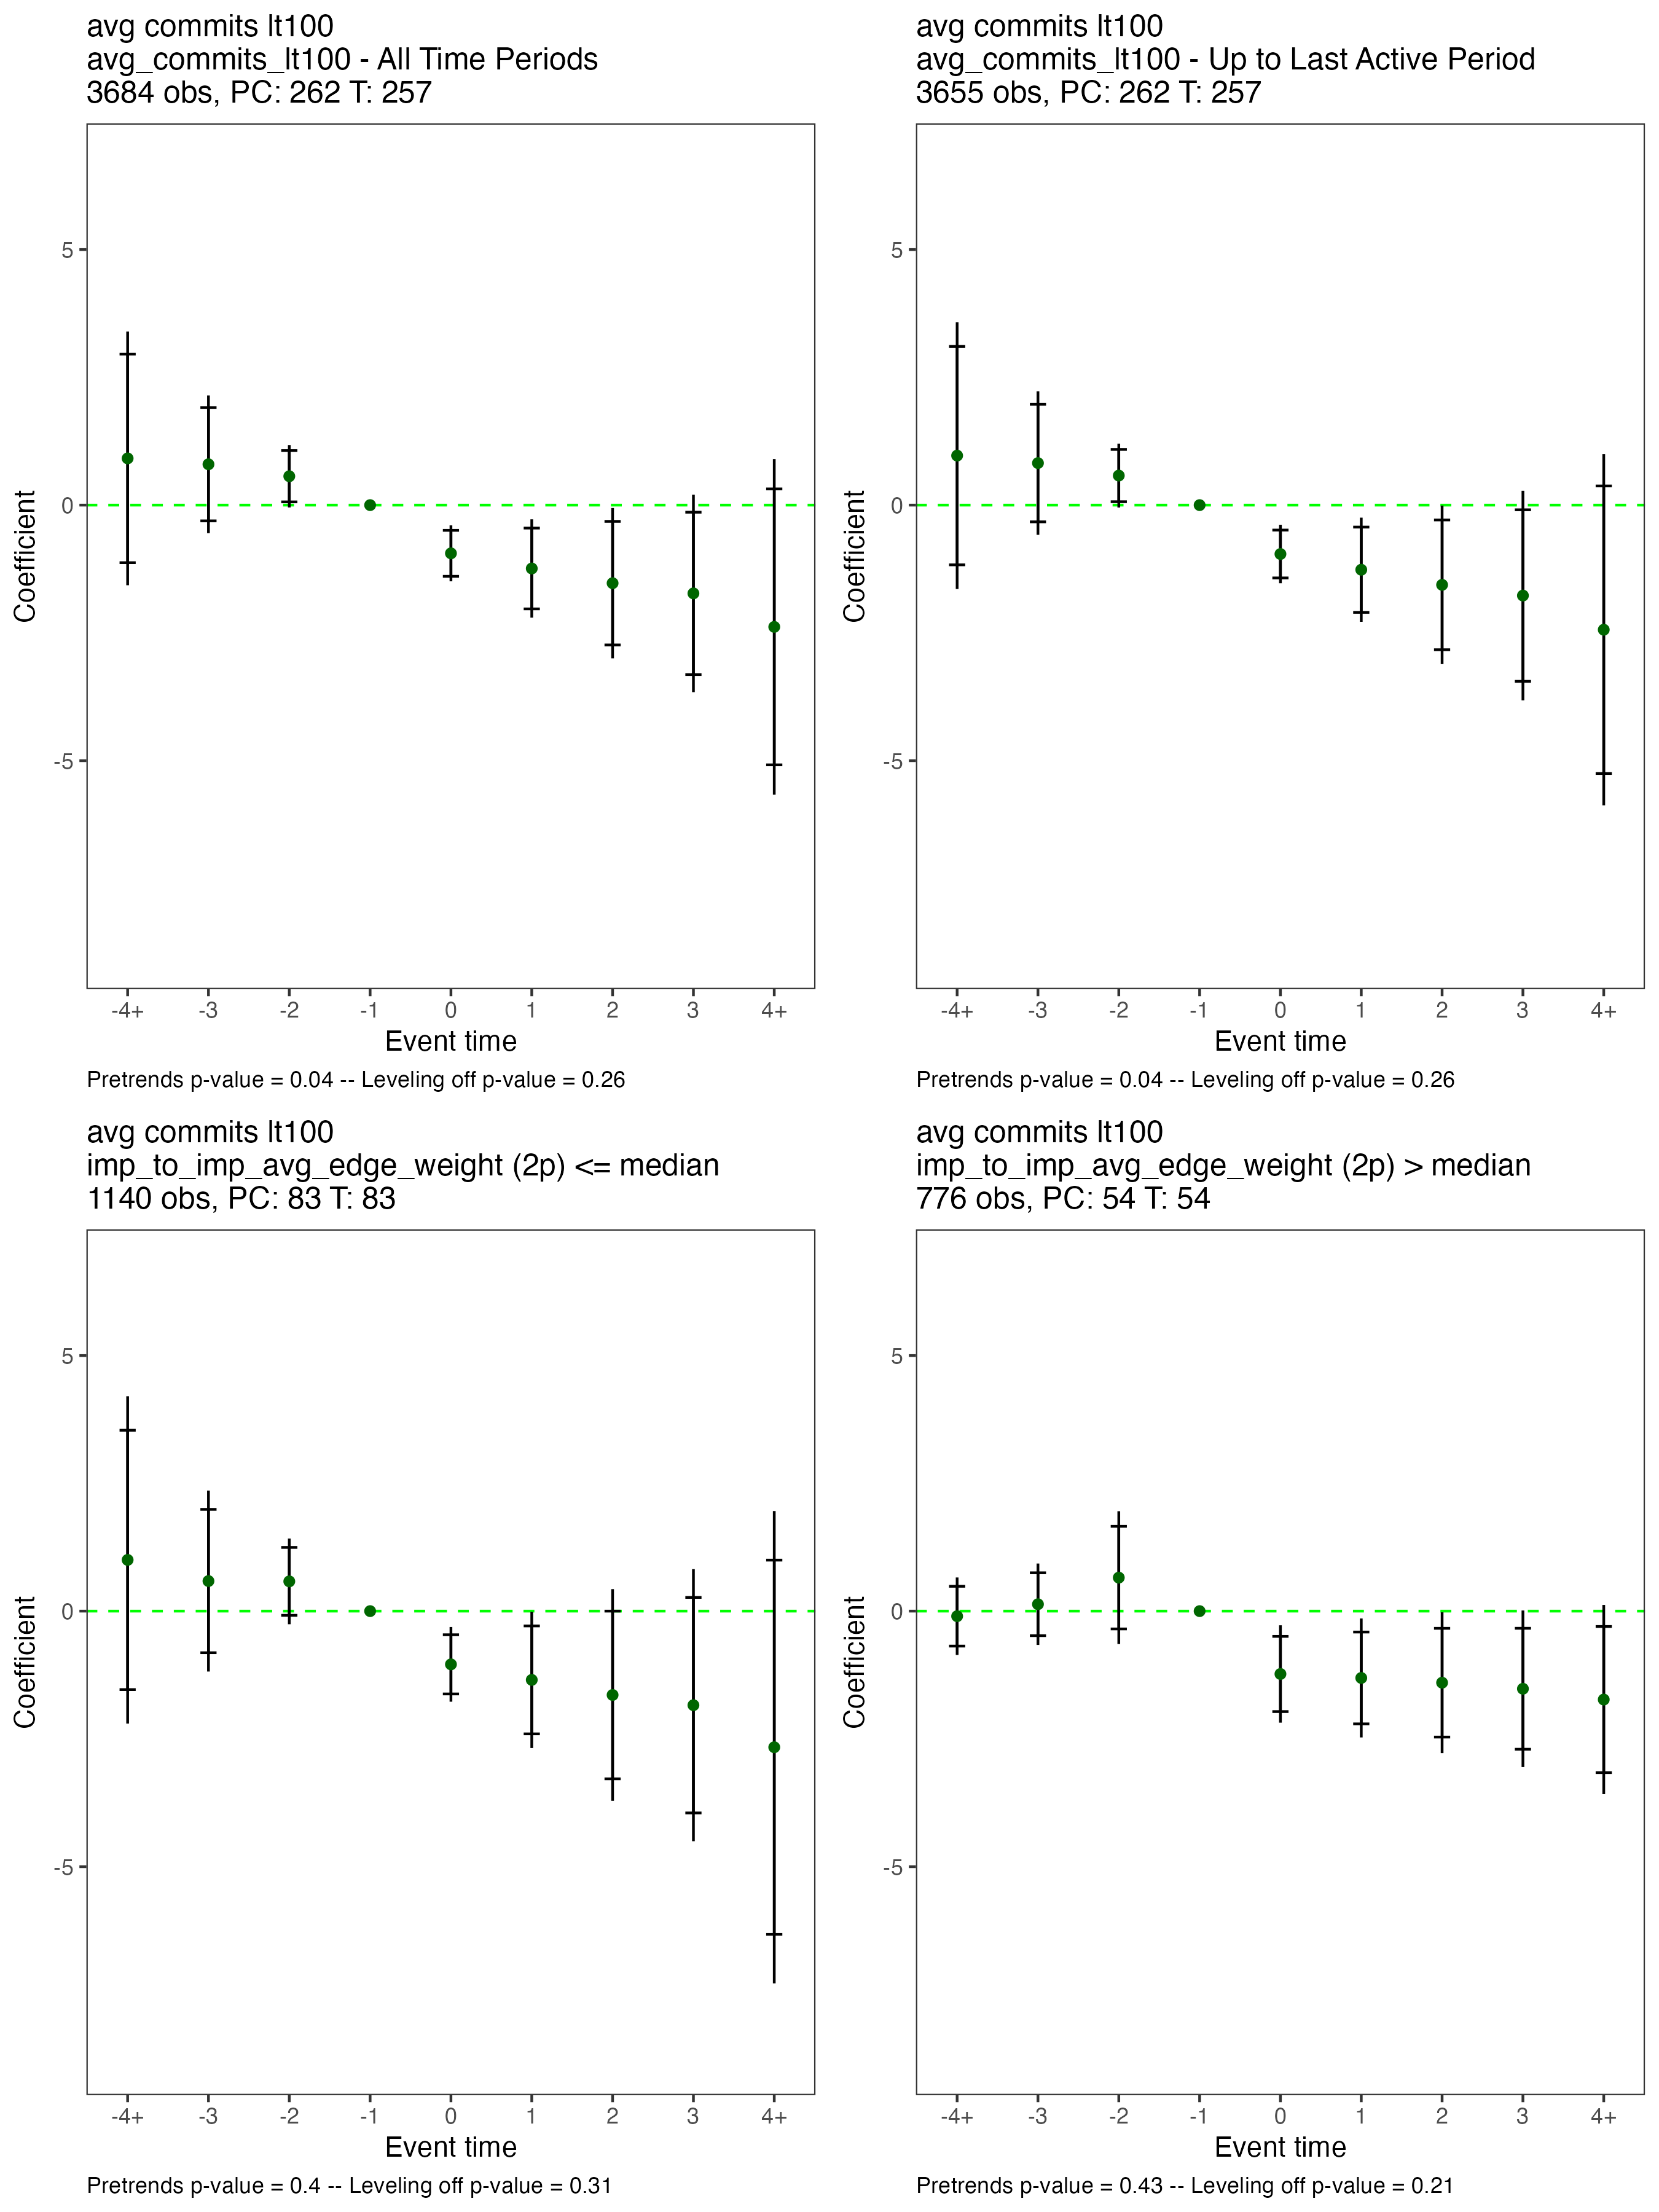 avg commits lt100
avg_commits_lt100 - All Time Periods
3684 obs, PC: 262 T: 257
5
0
-5
Coefficient
-4+ -3 -2 -1 0 1 2 3 4+
Event time
Pretrends p-value = 0.04 -- Leveling off p-value = 0.26
avg commits lt100
avg_commits_lt100 - Up to Last Active Period
3655 obs, PC: 262 T: 257
5
0
-5
Coefficient
-4+ -3 -2 -1 0 1 2 3 4+
Event time
Pretrends p-value = 0.04 -- Leveling off p-value = 0.26
avg commits lt100
imp_to_imp_avg_edge_weight (2p) <= median
1140 obs, PC: 83 T: 83
5
0
-5
Coefficient
-4+ -3 -2 -1 0 1 2 3 4+
Event time
Pretrends p-value = 0.4 -- Leveling off p-value = 0.31
avg commits lt100
imp_to_imp_avg_edge_weight (2p) > median
776 obs, PC: 54 T: 54
5
0
-5
Coefficient
-4+ -3 -2 -1 0 1 2 3 4+
Event time
Pretrends p-value = 0.43 -- Leveling off p-value = 0.21